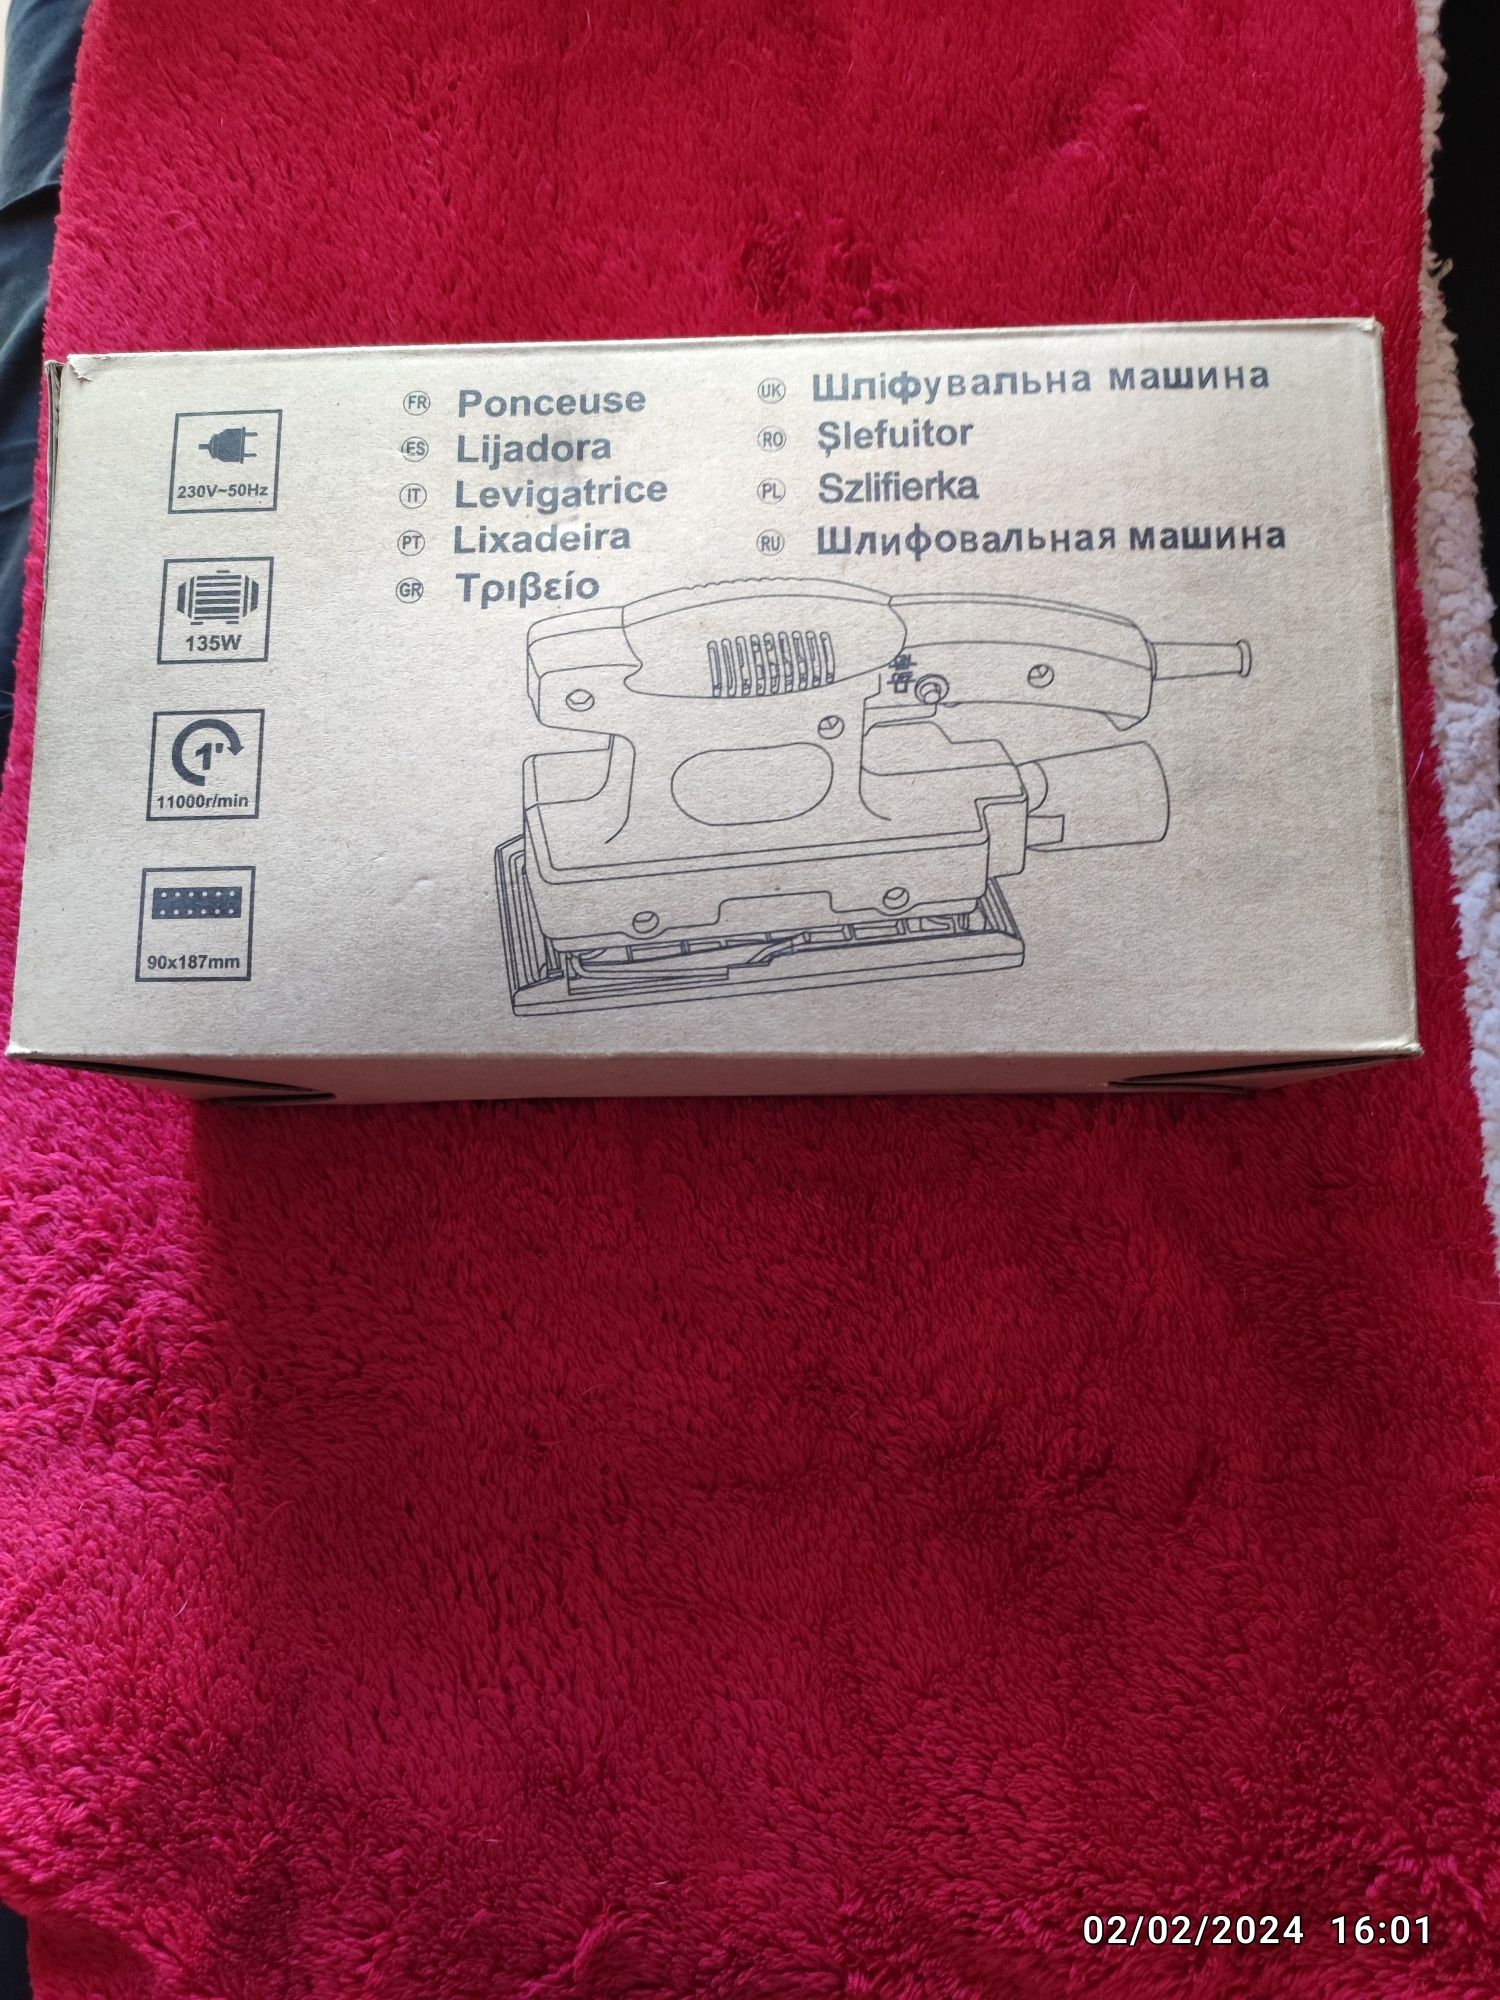 FR Ponceuse
ES Lijadora
IT Levigatrice
PT Lixadeira
GR Τριβείο
UK Шліфувальна машина
RO Șlefuitor
PL Szlifierka
RU Шлифовальная машина
230V~50Hz
135W
1'
11000r/min
90x187mm
02/02/2024 16:01